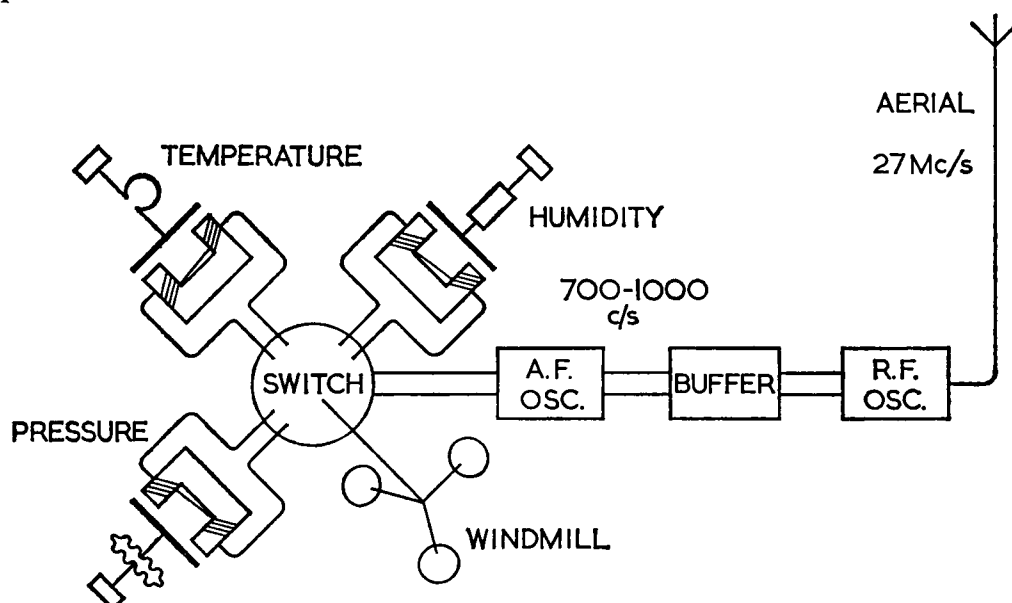 AERIAL
27Mc/s
TEMPERATURE
HUMIDITY
700-1000
c/s
SWITCH
A.F.
OSC.
BUFFER
R.F.
OSC.
PRESSURE
WINDMILL